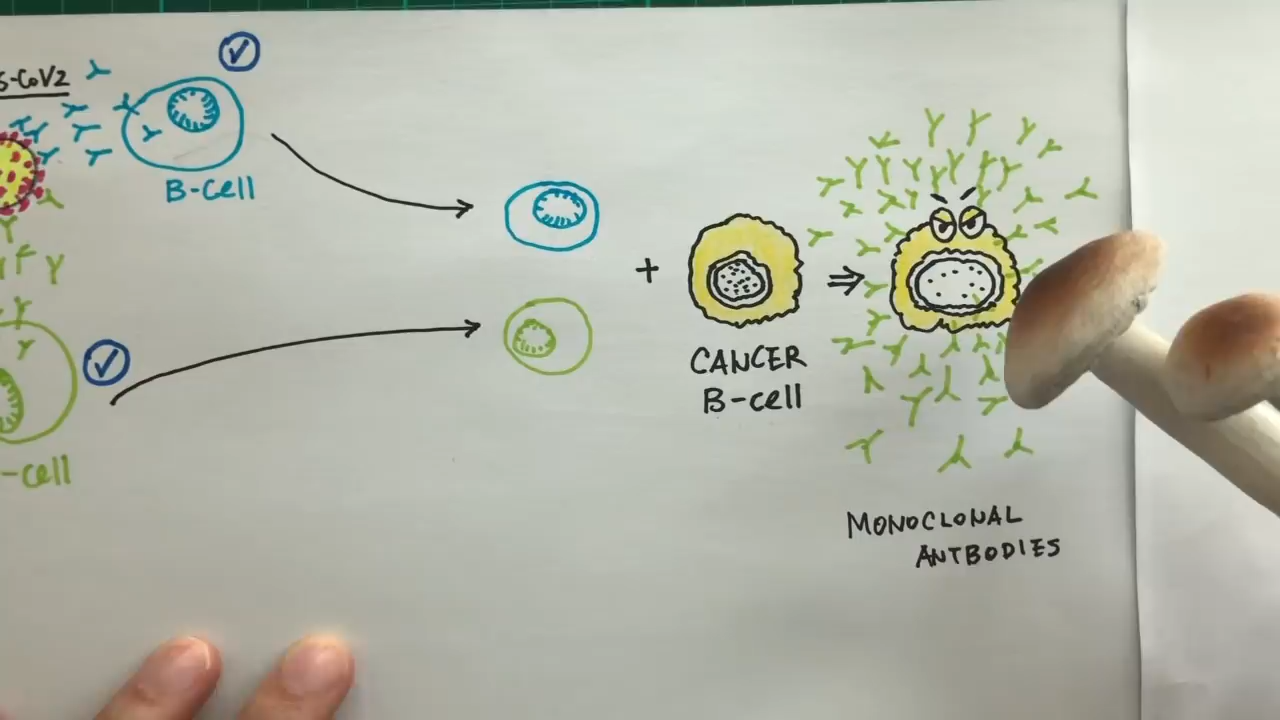 S-CoV2
B-cell
-cell
+
CANCER
B-cell
MONOCLONAL
ANTBODIES